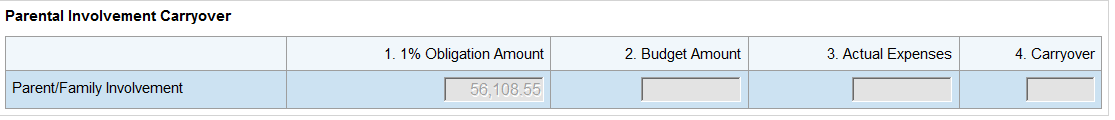 Parental Involvement Carryover
1. 1% Obligation Amount 2. Budget Amount 3. Actual Expenses 4. Carryover
Parent/Family Involvement 56,108.55